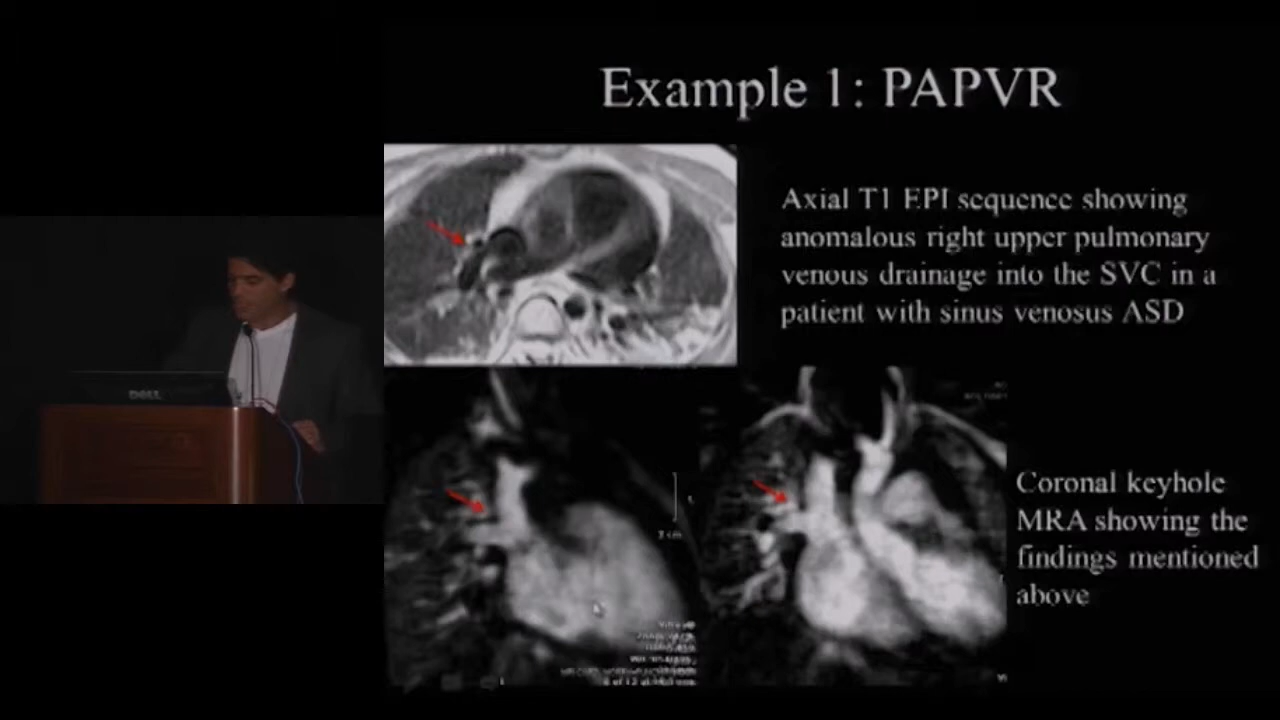 Example 1: PAPVR
Axial T1 EPI sequence showing
anomalous right upper pulmonary
venous drainage into the SVC in a
patient with sinus venosus ASD
DELL
Coronal keyhole
MRA showing the
findings mentioned
above